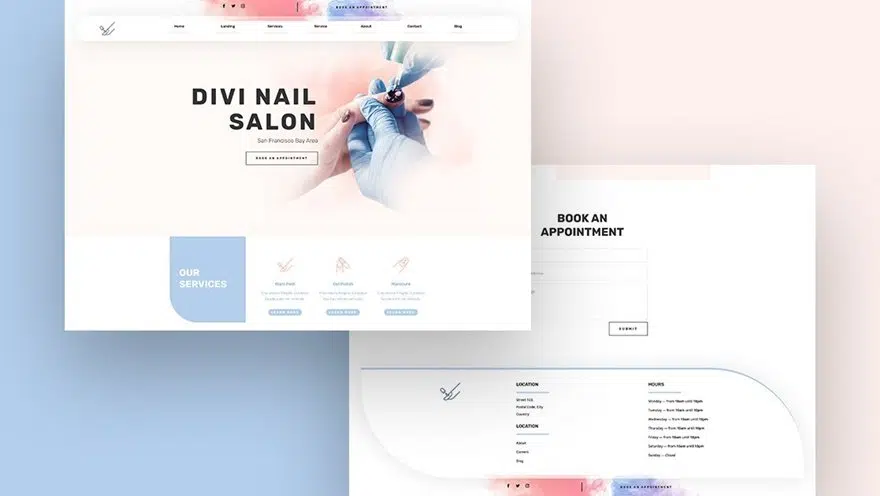 BOOK AN APPOINTMENT
Home
Landing
Services
Service
About
Contact
Blog
DIVI NAIL
SALON
San Francisco Bay Area
BOOK AN APPOINTMENT
OUR
SERVICES
Manicure
LEARN MORE
LEARN MORE
LEARN MORE
BOOK AN
APPOINTMENT
SUBMIT
LOCATION
Street 123,
Postal Code, City
Country
LOCATION
About
Careers
Blog
HOURS
Monday — from 10am until 10pm
Tuesday — from 10am until 10pm
Wednesday — from 10am until 10pm
Thursday — from 10am until 10pm
Friday — from 10am until 10pm
Saturday — from 10am until 10pm
Sunday — Closed
BOOK AN APPOINTMENT